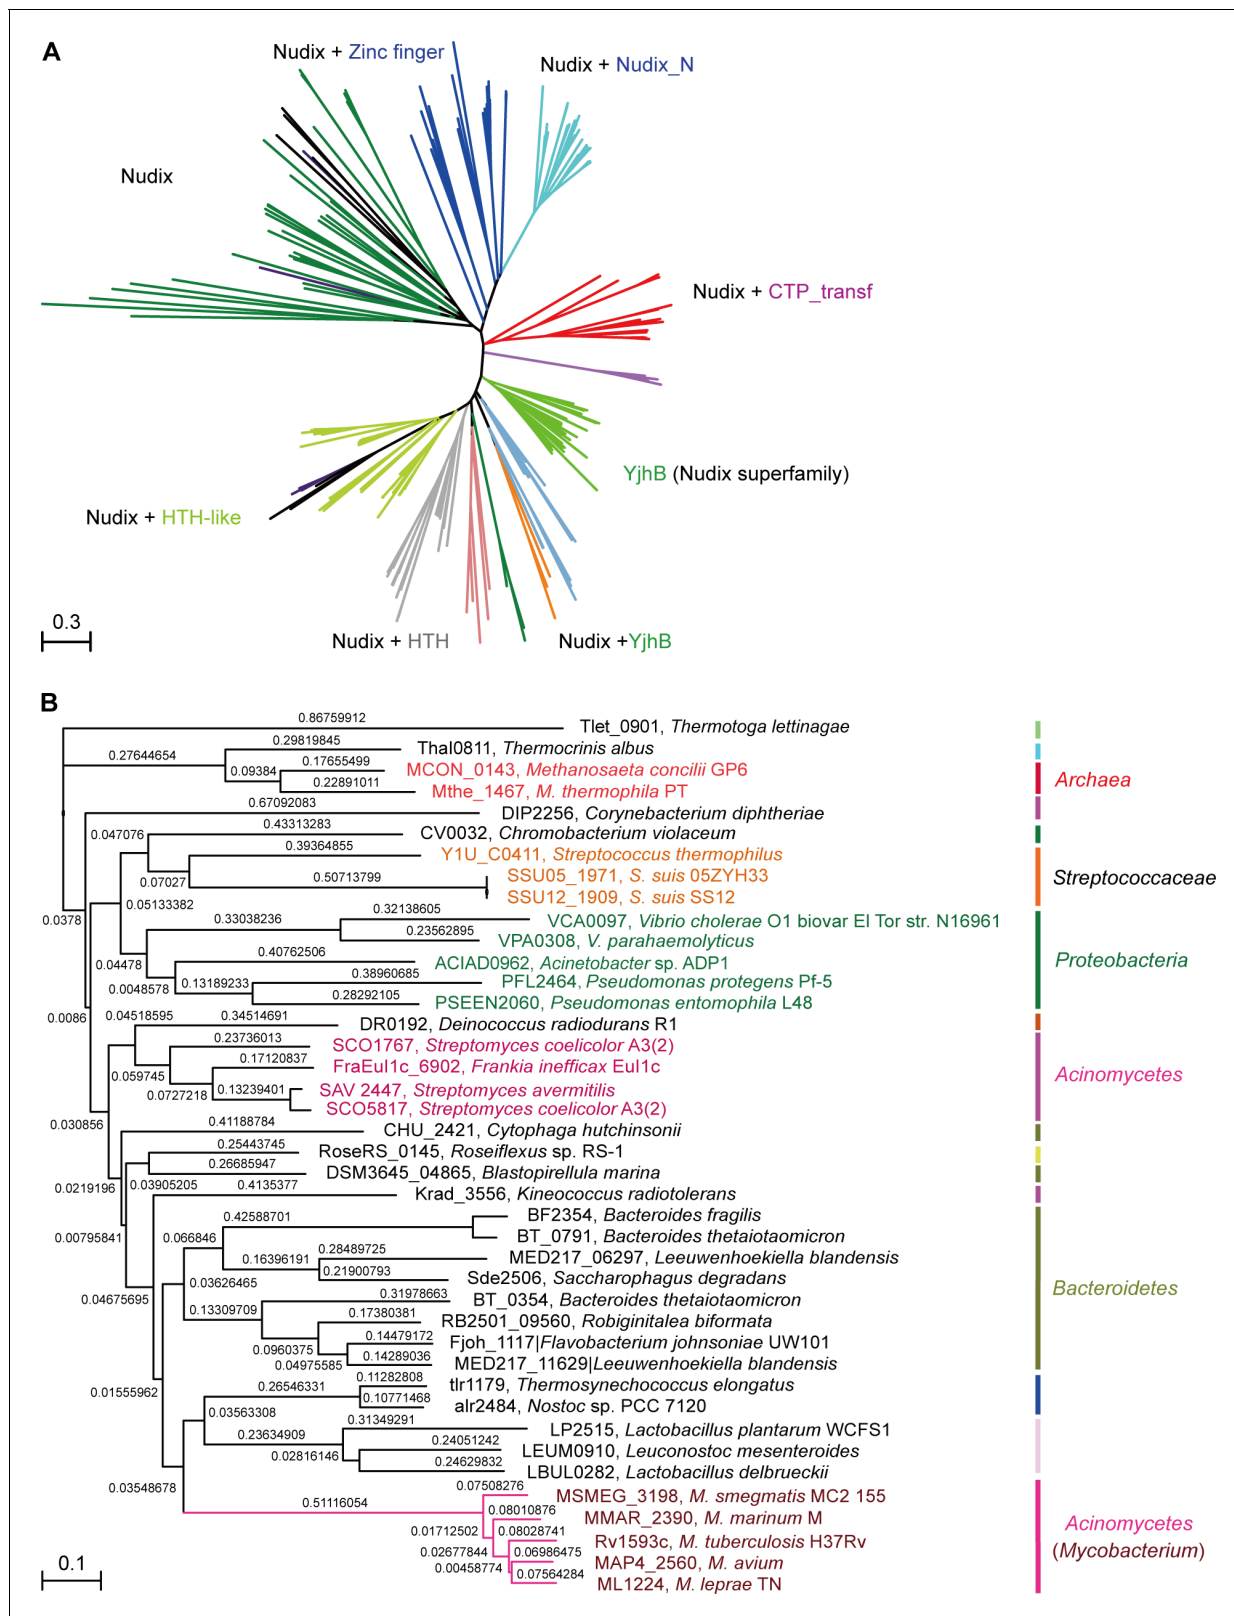 A
Nudix + Zinc finger
Nudix + Nudix_N
Nudix
Nudix + CTP_transf
YjhB (Nudix superfamily)
Nudix + HTH-like
0.3
Nudix + HTH
Nudix +YjhB
B
0.86759912
Tlet_0901, Thermotoga lettinagae
0.29819845
Thal0811, Thermocrinis albus
0.27644654
0.17655499
0.09384
MCON_0143, Methanosaeta concilii GP6
Archaea
0.22891011
Mthe_1467, M. thermophila PT
0.67092083
DIP2256, Corynebacterium diphtheriae
0.047076
0.43313283
CV0032, Chromobacterium violaceum
0.39364855
Y1U_C0411, Streptococcus thermophilus
0.07027
0.50713799
SSU05_1971, S. suis 05ZYH33
Streptococcaceae
SSU12_1909, S. suis SS12
0.05133382
0.0378
0.33038236
0.32138605
VCA0097, Vibrio cholerae O1 biovar El Tor str. N16961
0.23562895
VPA0308, V. parahaemolyticus
0.04478
0.40762506
ACIAD0962, Acinetobacter sp. ADP1
Proteobacteria
0.0048578
0.13189233
0.38960685
PFL2464, Pseudomonas protegens Pf-5
0.28292105
PSEEN2060, Pseudomonas entomophila L48
0.0086
0.04518595
0.34514691
DR0192, Deinococcus radiodurans R1
0.23736013
SCO1767, Streptomyces coelicolor A3(2)
0.059745
0.17120837
FraEuI1c_6902, Frankia inefficax EuI1c
Acinomycetes
0.0727218
0.13239401
SAV 2447, Streptomyces avermitilis
SCO5817, Streptomyces coelicolor A3(2)
0.030856
0.41188784
CHU_2421, Cytophaga hutchinsonii
0.25443745
RoseRS_0145, Roseiflexus sp. RS-1
0.26685947
DSM3645_04865, Blastopirellula marina
0.0219196
0.03905205
0.4135377
Krad_3556, Kineococcus radiotolerans
0.00795841
0.066846
0.42588701
BF2354, Bacteroides fragilis
BT_0791, Bacteroides thetaiotaomicron
0.16396191
0.28489725
MED217_06297, Leeuwenhoekiella blandensis
0.21900793
Sde2506, Saccharophagus degradans
0.03626465
Bacteroidetes
0.04675695
0.13309709
0.31978663
BT_0354, Bacteroides thetaiotaomicron
0.17380381
RB2501_09560, Robiginitalea biformata
0.0960375
0.14479172
Fjoh_1117|Flavobacterium johnsoniae UW101
0.04975585
0.14289036
MED217_11629|Leeuwenhoekiella blandensis
0.01555962
0.26546331
0.11282808
tlr1179, Thermosynechococcus elongatus
0.10771468
alr2484, Nostoc sp. PCC 7120
0.03563308
0.23634909
0.31349291
LP2515, Lactobacillus plantarum WCFS1
0.02816146
0.24051242
LEUM0910, Leuconostoc mesenteroides
0.24629832
LBUL0282, Lactobacillus delbrueckii
0.03548678
0.51116054
0.07508276
MSMEG_3198, M. smegmatis MC2 155
0.08010876
MMAR_2390, M. marinum M
Acinomycetes
0.01712502
0.08028741
Rv1593c, M. tuberculosis H37Rv
(Mycobacterium)
0.02677844
0.06986475
MAP4_2560, M. avium
0.00458774
0.07564284
ML1224, M. leprae TN
0.1